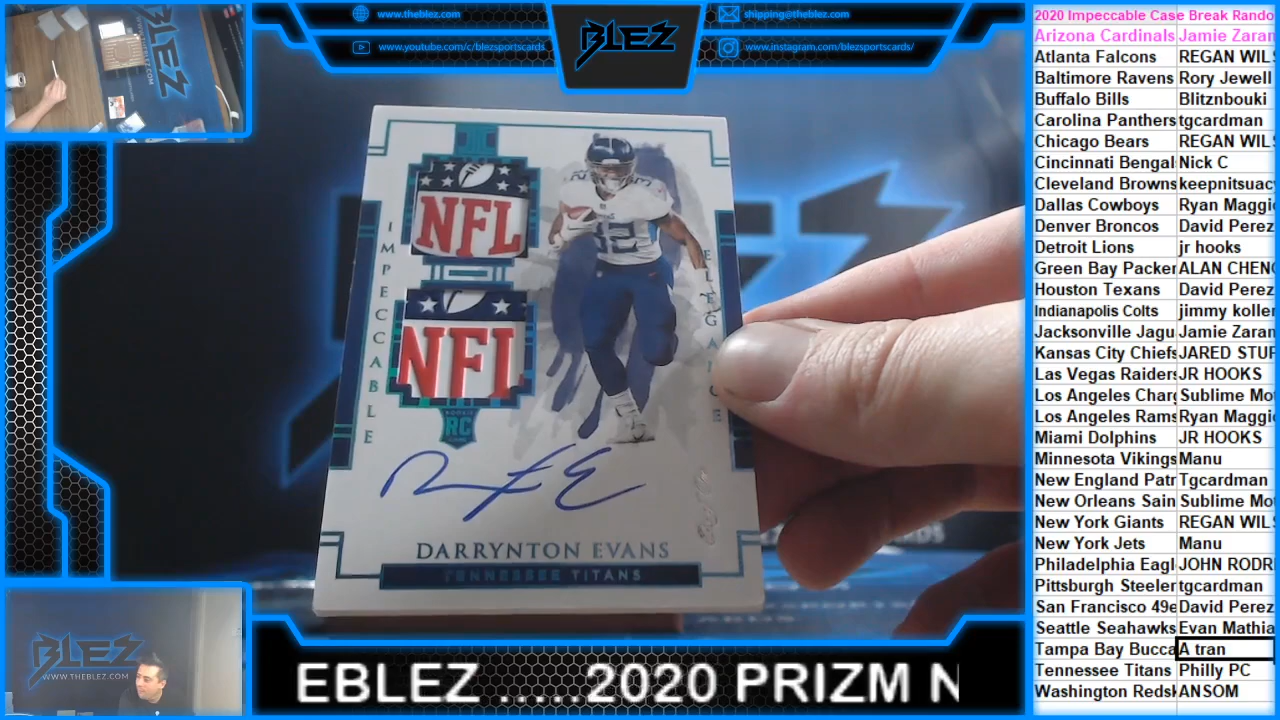 www.theblez.com
shipping@theblez.com
www.youtube.com/c/blezsportscards
www.instagram.com/blezsportscards/
BLEZ
2020 Impeccable Case Break Rando
Arizona Cardinals Jamie Zaran
Atlanta Falcons REGAN WILS
Baltimore Ravens Rory Jewell
Buffalo Bills Blitznbouki
Carolina Panthers tgcardman
Chicago Bears REGAN WILS
Cincinnati Bengal Nick C
Cleveland Browns keepnitsuacy
Dallas Cowboys Ryan Maggio
Denver Broncos David Perez
Detroit Lions jr hooks
Green Bay Packer ALAN CHENG
Houston Texans David Perez
Indianapolis Colts jimmy koller
Jacksonville Jagu Jamie Zaran
Kansas City Chiefs JARED STUP
Las Vegas Raiders JR HOOKS
Los Angeles Charg Sublime Mo
Los Angeles Rams Ryan Maggio
Miami Dolphins JR HOOKS
Minnesota Vikings Manu
New England Patr Tgcardman
New Orleans Sain Sublime Mo
New York Giants REGAN WILS
New York Jets Manu
Philadelphia Eagl JOHN RODRI
Pittsburgh Steeler tgcardman
San Francisco 49e David Perez
Seattle Seahawks Evan Mathia
Tampa Bay Bucca A tran
Tennessee Titans Philly PC
Washington Redsk ANSOM
NFL
NFL
IMPECCABLE
ELEGANCE
32
ROOKIE
RC
DARRYNTON EVANS
TENNESSEE TITANS
BLEZ
WWW.THEBLEZ.COM
EBLEZ .....2020 PRIZM N